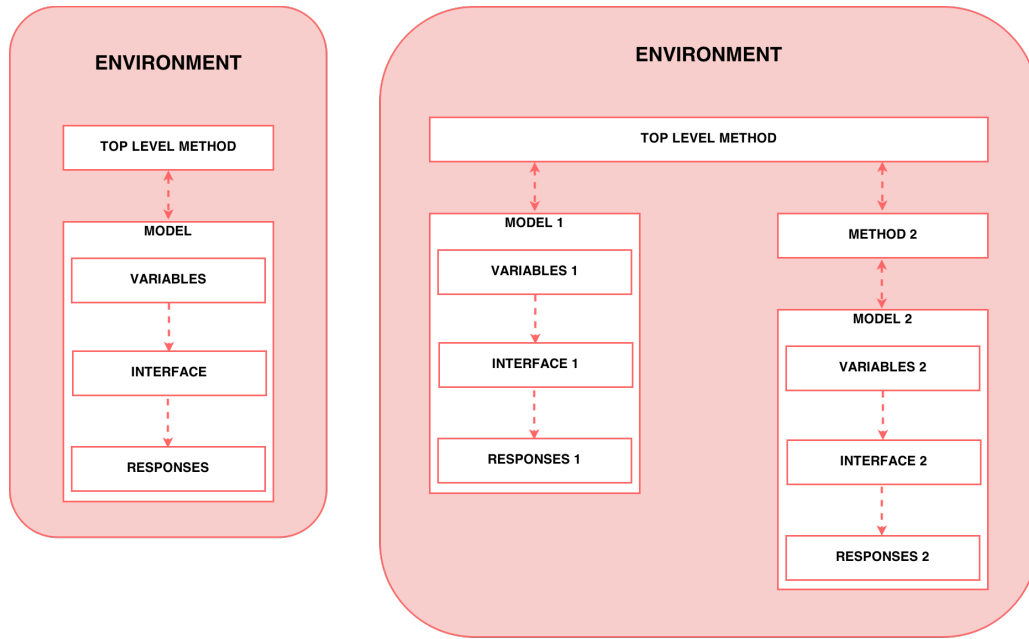 ENVIRONMENT
TOP LEVEL METHOD
MODEL
VARIABLES
INTERFACE
RESPONSES
ENVIRONMENT
TOP LEVEL METHOD
MODEL 1
VARIABLES 1
INTERFACE 1
RESPONSES 1
METHOD 2
MODEL 2
VARIABLES 2
INTERFACE 2
RESPONSES 2